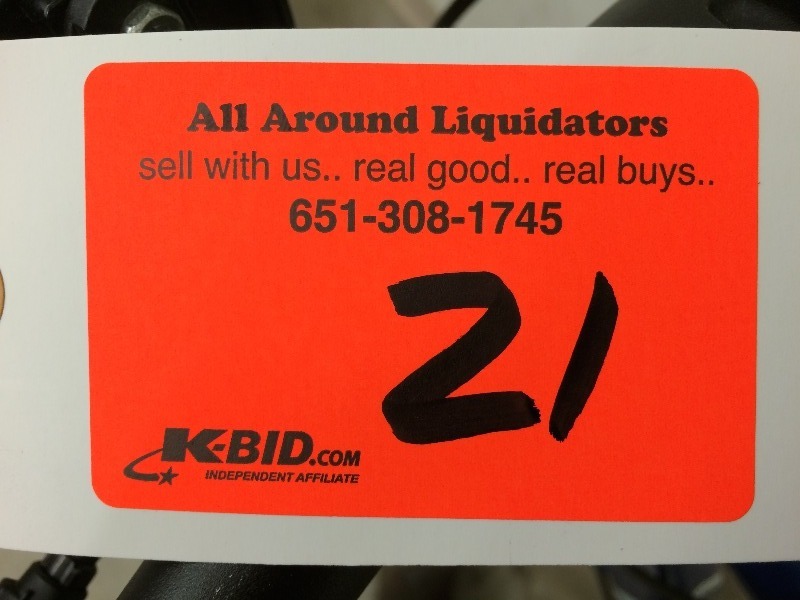 All Around Liquidators
sell with us.. real good.. real buys..
651-308-1745
21
K-BID.COM
INDEPENDENT AFFILIATE